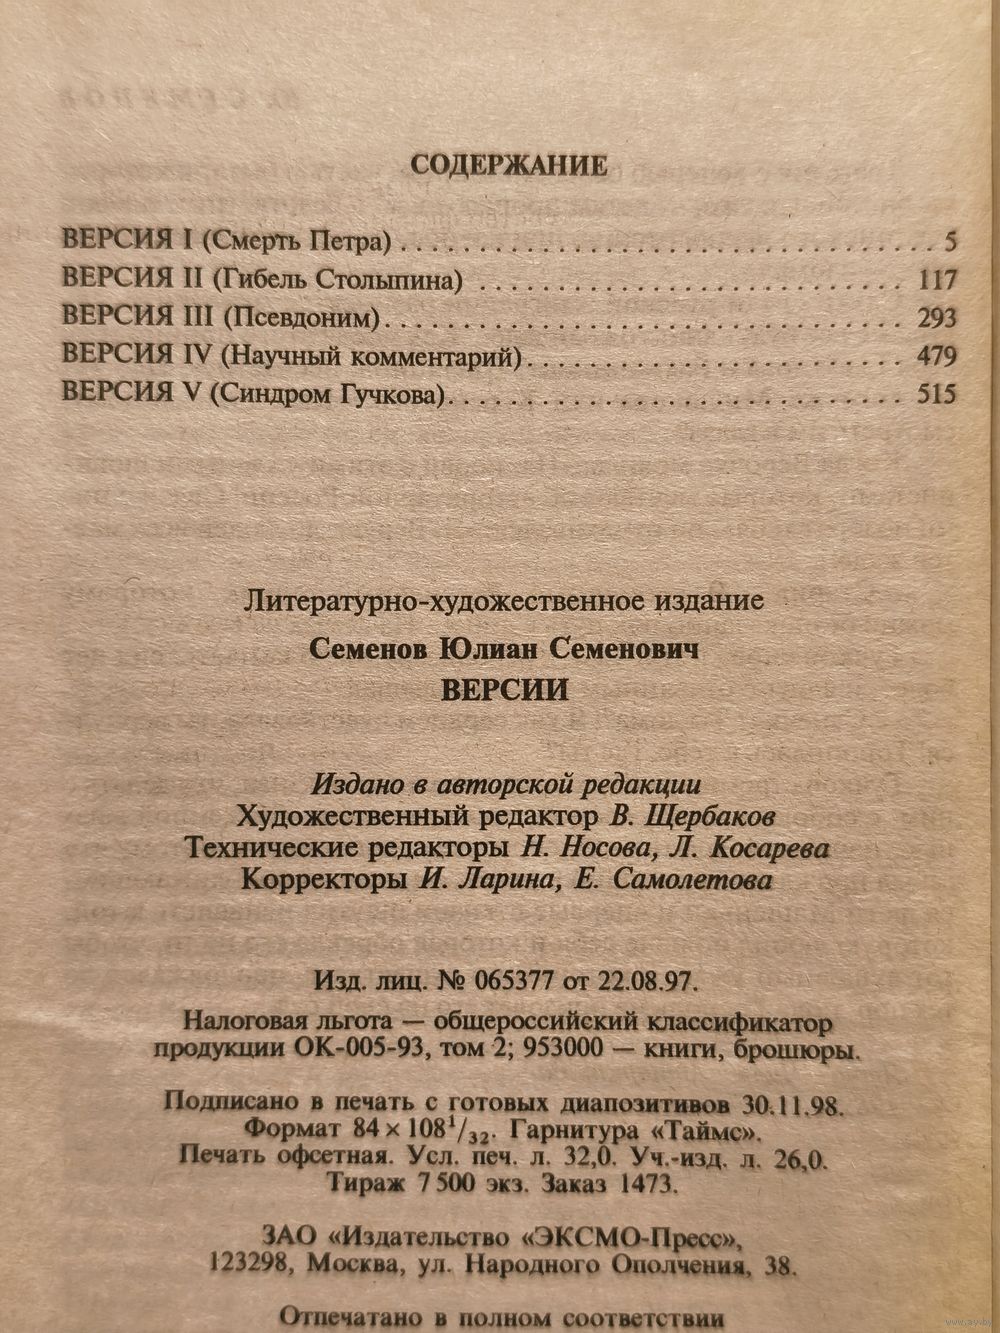 СОДЕРЖАНИЕ
ВЕРСИЯ I (Смерть Петра) . . . . . . . . . . . . . . . . . . . . . . . . . . . . . . . . . . 5
ВЕРСИЯ II (Гибель Столыпина) . . . . . . . . . . . . . . . . . . . . . . . . . . . 117
ВЕРСИЯ III (Псевдоним). . . . . . . . . . . . . . . . . . . . . . . . . . . . . . . . . 293
ВЕРСИЯ IV (Научный комментарий). . . . . . . . . . . . . . . . . . . . . . . . 479
ВЕРСИЯ V (Синдром Гучкова). . . . . . . . . . . . . . . . . . . . . . . . . . . . . 515
Литературно-художественное издание
Семенов Юлиан Семенович
ВЕРСИИ
Издано в авторской редакции
Художественный редактор В. Щербаков
Технические редакторы Н. Носова, Л. Косарева
Корректоры И. Ларина, Е. Самолетова
Изд. лиц. № 065377 от 22.08.97.
Налоговая льгота — общероссийский классификатор
продукции ОК-005-93, том 2; 953000 — книги, брошюры.
Подписано в печать с готовых диапозитивов 30.11.98.
Формат 84×108¹/₃₂. Гарнитура «Таймс».
Печать офсетная. Усл. печ. л. 32,0. Уч.-изд. л. 26,0.
Тираж 7 500 экз. Заказ 1473.
ЗАО «Издательство «ЭКСМО-Пресс»,
123298, Москва, ул. Народного Ополчения, 38.
Отпечатано в полном соответствии
www.ay.by